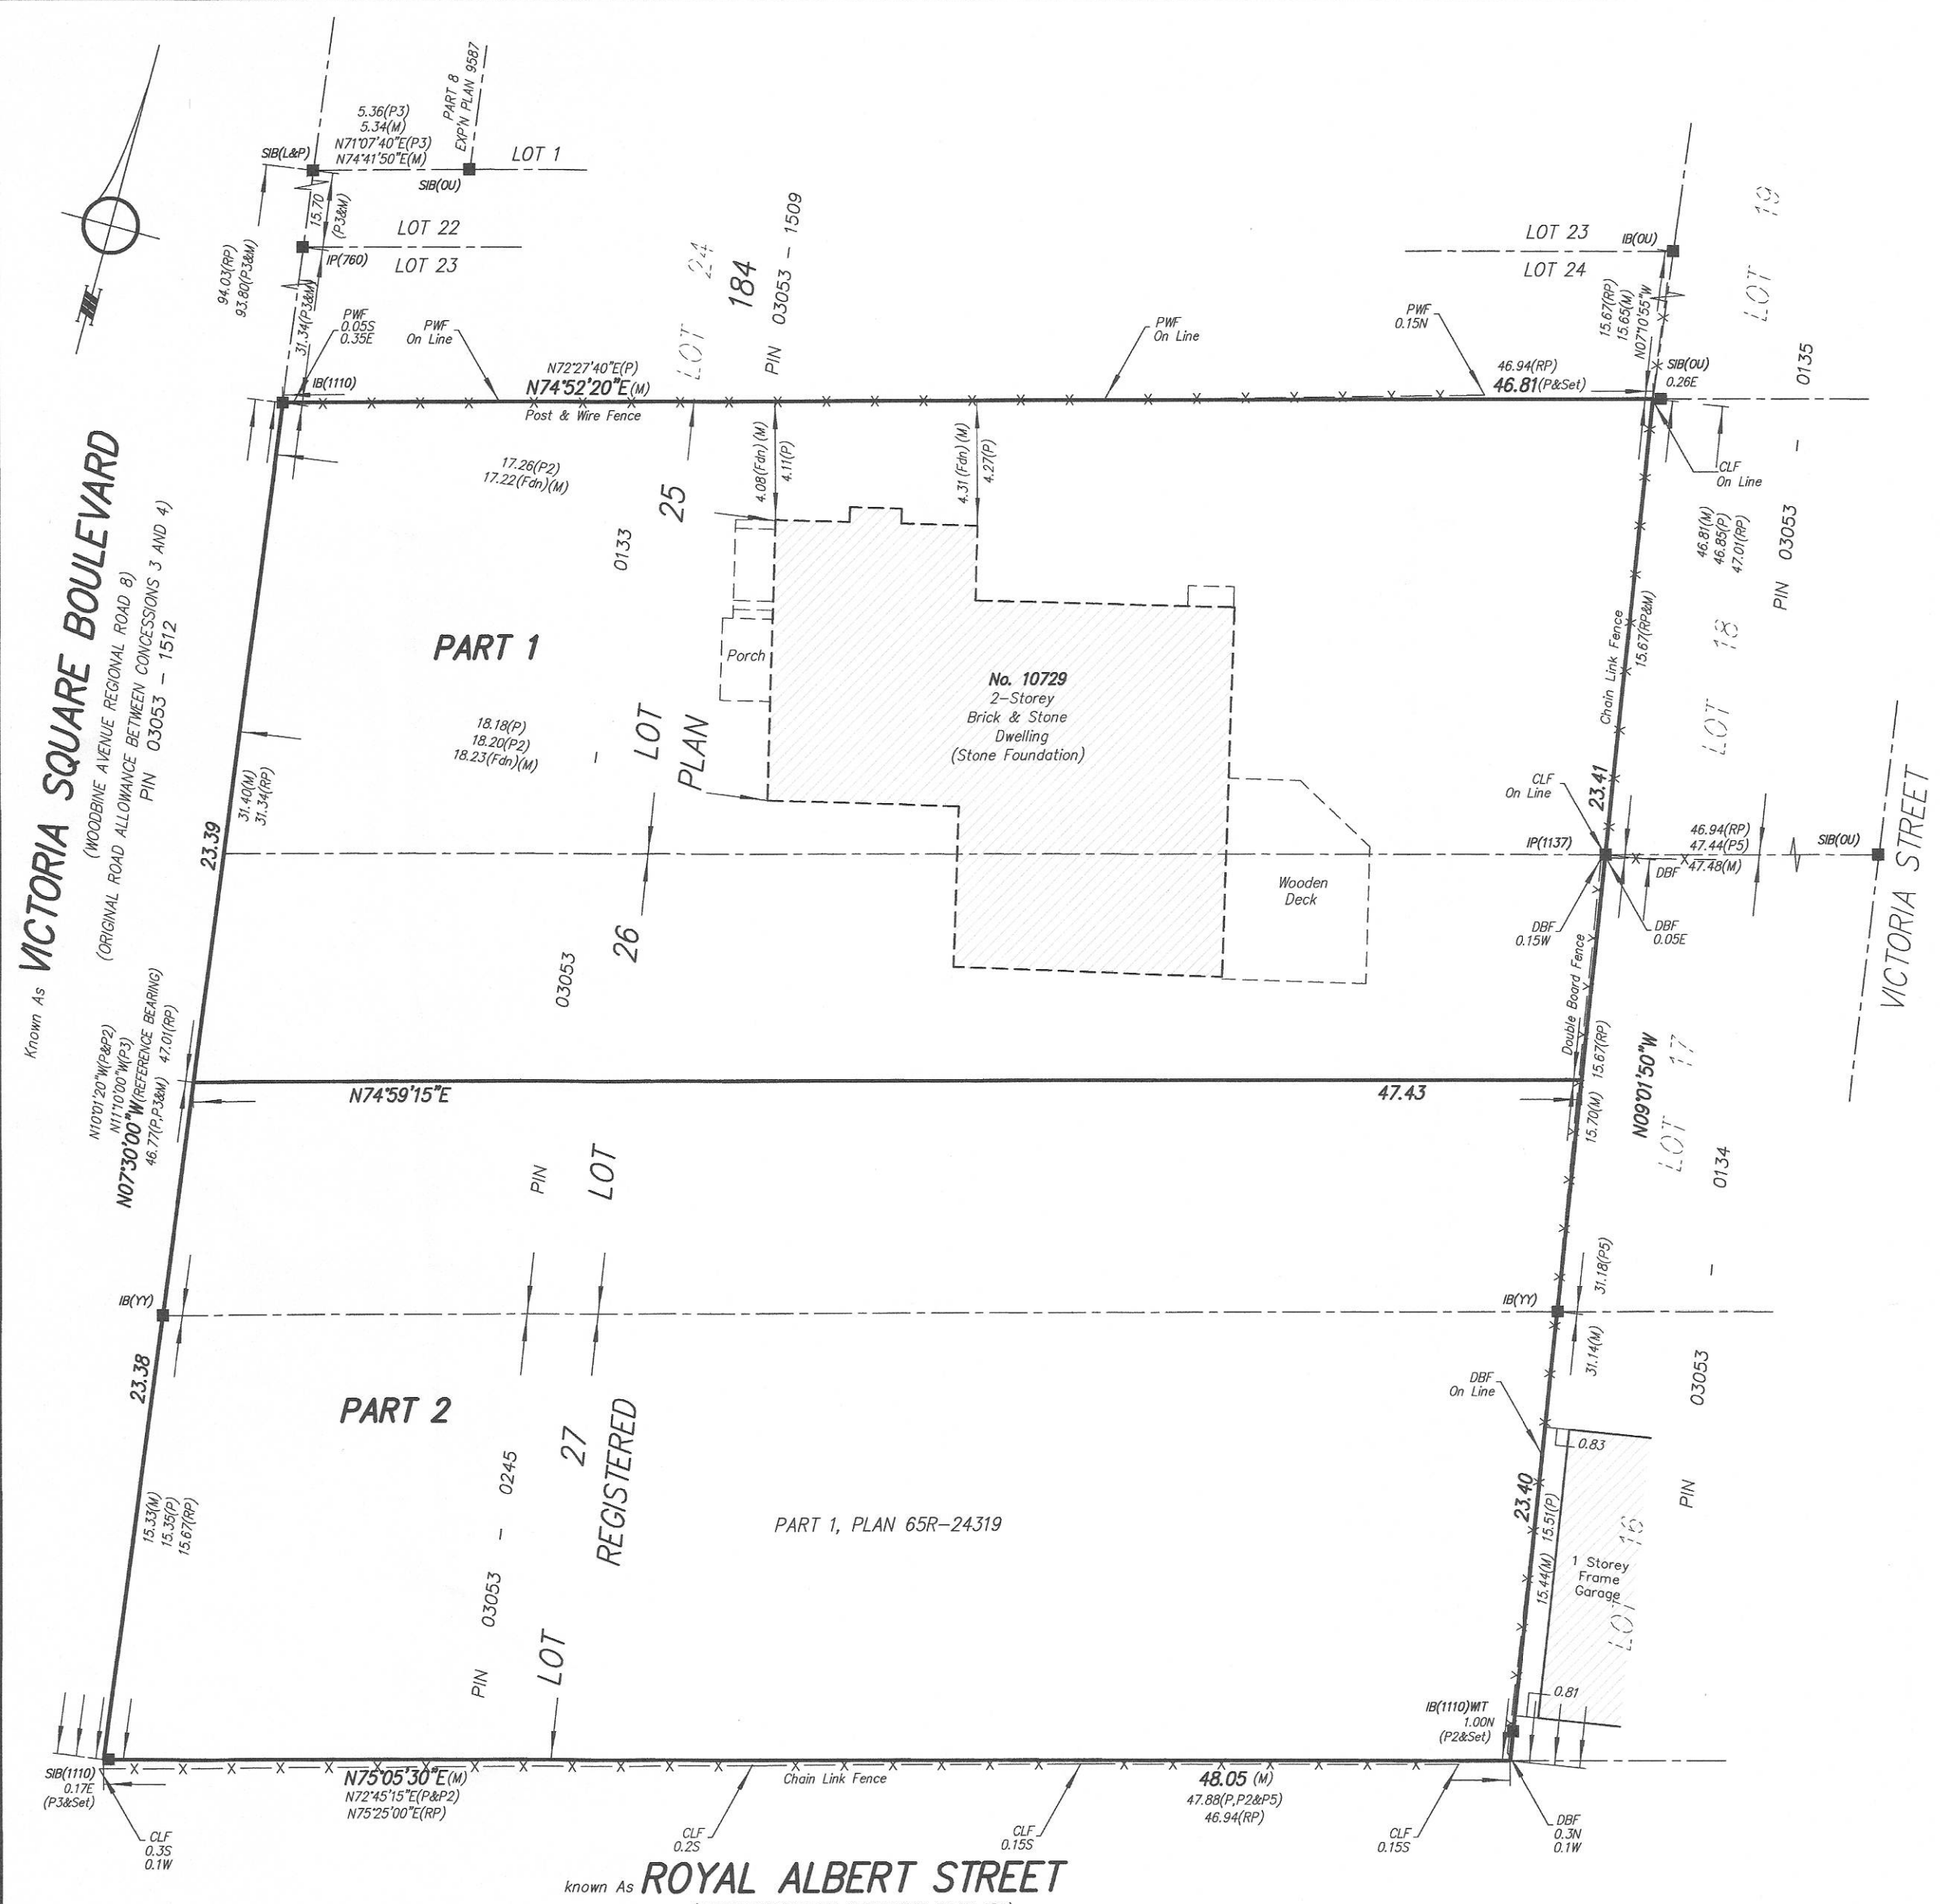 PART 8
EXP'N PLAN 9587
5.36(P3)
5.34(M)
N71°07'40"E(P3)
N74°41'50"E(M)
SIB(L&P)
LOT 1
SIB(OU)
15.70
(P3&M)
LOT 22
IP(760)
LOT 23
94.03(RP)
93.80(P3&M)
31.34(P3&M)
LOT 24
184
PIN 03053 - 1509
LOT 23
IB(OU)
LOT 24
LOT 19
15.67(RP)
15.65(M)
N07°10'55"W
PWF
0.05S
0.35E
PWF
On Line
PWF
On Line
PWF
0.15N
IB(1110)
N72°27'40"E(P)
N74°52'20"E(M)
Post & Wire Fence
46.94(RP)
46.81(P&Set)
SIB(OU)
0.26E
PIN 03053 - 0135
CLF
On Line
17.26(P2)
17.22(Fdn)(M)
4.08(Fdn)(M)
4.11(P)
4.31(Fdn)(M)
4.27(P)
46.81(M)
46.85(P)
47.01(RP)
Known As VICTORIA SQUARE BOULEVARD
(WOODBINE AVENUE REGIONAL ROAD 8)
(ORIGINAL ROAD ALLOWANCE BETWEEN CONCESSIONS 3 AND 4)
PIN 03053 - 1512
PART 1
LOT 25
PLAN
03053 - 0133
Porch
No. 10729
2-Storey
Brick & Stone
Dwelling
(Stone Foundation)
Chain Link Fence
15.67(RP&M)
LOT 18
18.18(P)
18.20(P2)
18.23(Fdn)(M)
31.40(M)
31.34(RP)
23.39
23.41
CLF
On Line
IP(1137)
46.94(RP)
47.44(P5)
47.48(M)
SIB(OU)
DBF
VICTORIA STREET
26
Wooden
Deck
DBF
0.15W
DBF
0.05E
Double Board Fence
N10°01'20"W(P&P2)
N11°10'00"W(P3)
N07°30'00"W(REFERENCE BEARING)
46.77(P,P3&M) 47.01(RP)
N74°59'15"E
47.43
15.70(M) 15.67(RP)
N09°01'50"W
LOT 17
PIN 03053 - 0134
PIN
LOT
IB(YY)
IB(YY)
31.18(P5)
31.14(M)
23.38
PART 2
27
REGISTERED
DBF
On Line
0.83
23.40
15.33(M)
15.35(P)
15.67(RP)
PIN 03053 - 0245
PART 1, PLAN 65R-24319
15.44(M) 15.51(P)
1 Storey
Frame
Garage
LOT 16
LOT
0.81
IB(1110)WIT
1.00N
(P2&Set)
SIB(1110)
0.17E
(P3&Set)
N75°05'30"E(M)
N72°45'15"E(P&P2)
N75°25'00"E(RP)
Chain Link Fence
48.05 (M)
47.88(P,P2&P5)
46.94(RP)
CLF
0.3S
0.1W
CLF
0.2S
CLF
0.15S
CLF
0.15S
DBF
0.3N
0.1W
known As ROYAL ALBERT STREET